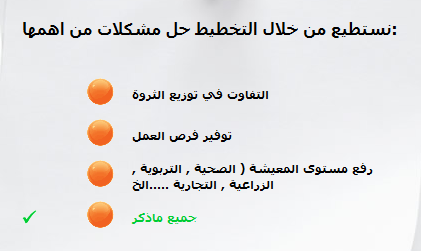 نستطيع من خلال التخطيط حل مشكلات من اهمها:
التفاوت في توزيع الثروة
توفير فرص العمل
رفع مستوى المعيشة ( الصحية , التربوية ,
الزراعية , التجارية .....الخ
جميع ماذكر